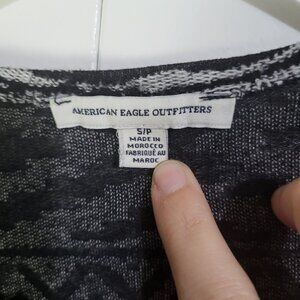 AMERICAN EAGLE OUTFITTERS
S/P
MADE IN
MOROCCO
FABRIQUÉ AU
MAROC